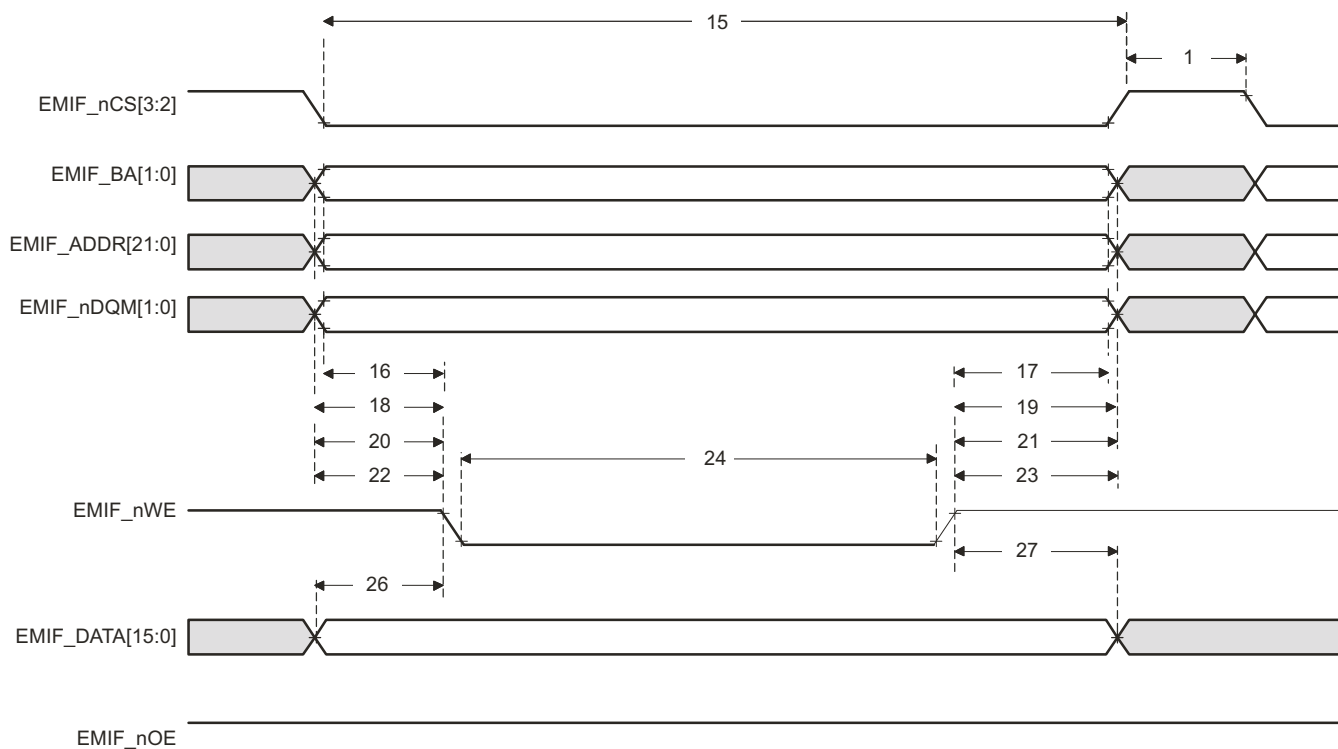 15
1
EMIF_nCS[3:2]
EMIF_BA[1:0]
EMIF_ADDR[21:0]
EMIF_nDQM[1:0]
16
17
18
19
20
21
24
22
23
EMIF_nWE
27
26
EMIF_DATA[15:0]
EMIF_nOE